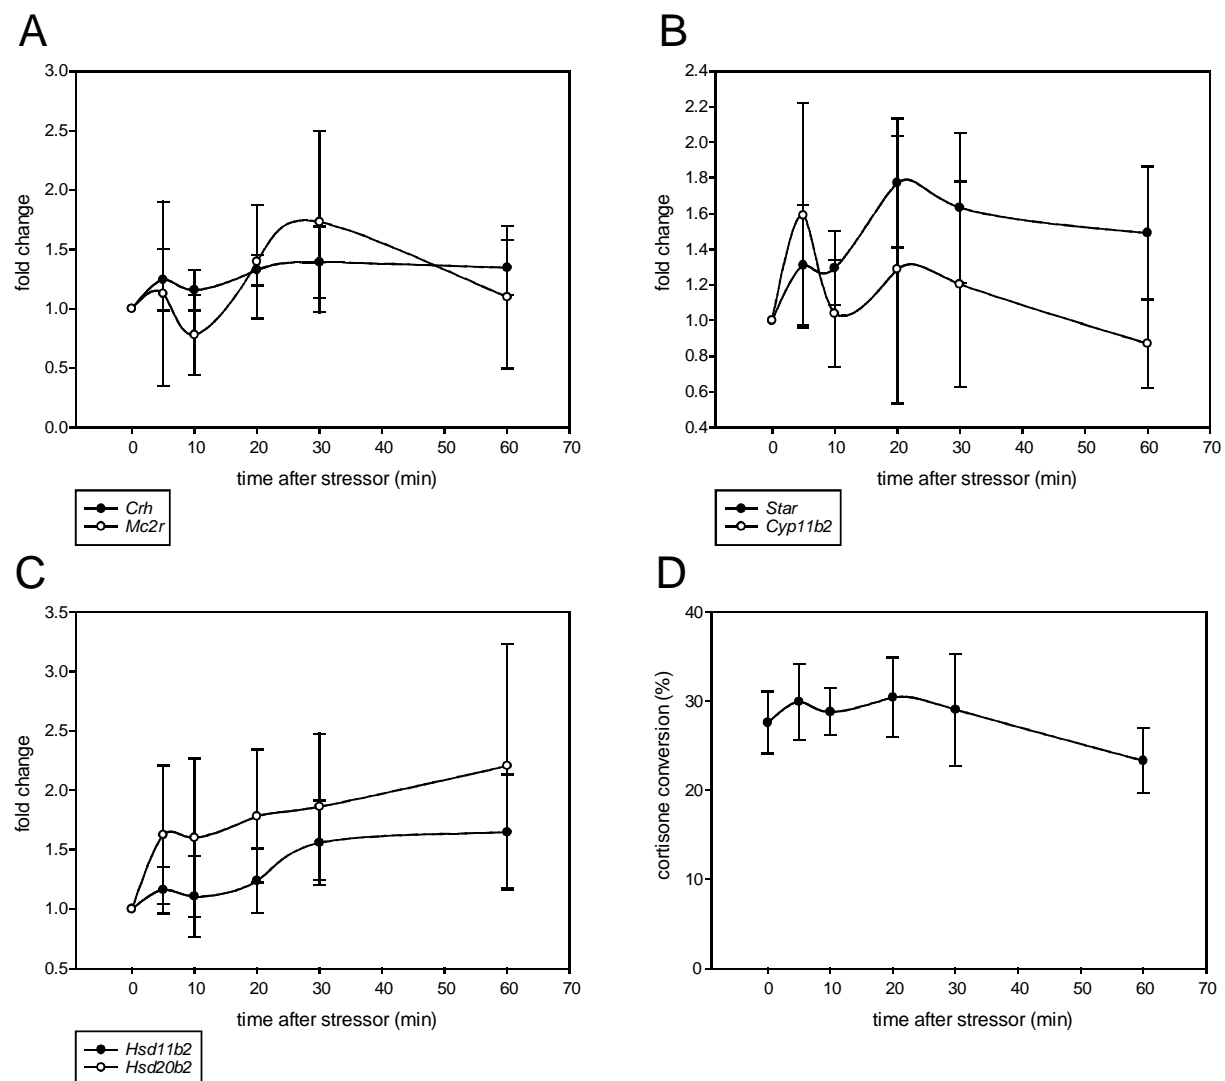 A
3.0
2.5
2.0
1.5
1.0
0.5
0.0
fold change
0 10 20 30 40 50 60 70
time after stressor (min)
Crh
Mc2r
B
2.4
2.2
2.0
1.8
1.6
1.4
1.2
1.0
0.8
0.6
0.4
fold change
0 10 20 30 40 50 60 70
time after stressor (min)
Star
Cyp11b2
C
3.5
3.0
2.5
2.0
1.5
1.0
0.5
fold change
0 10 20 30 40 50 60 70
time after stressor (min)
Hsd11b2
Hsd20b2
D
40
30
20
10
0
cortisone conversion (%)
0 10 20 30 40 50 60 70
time after stressor (min)